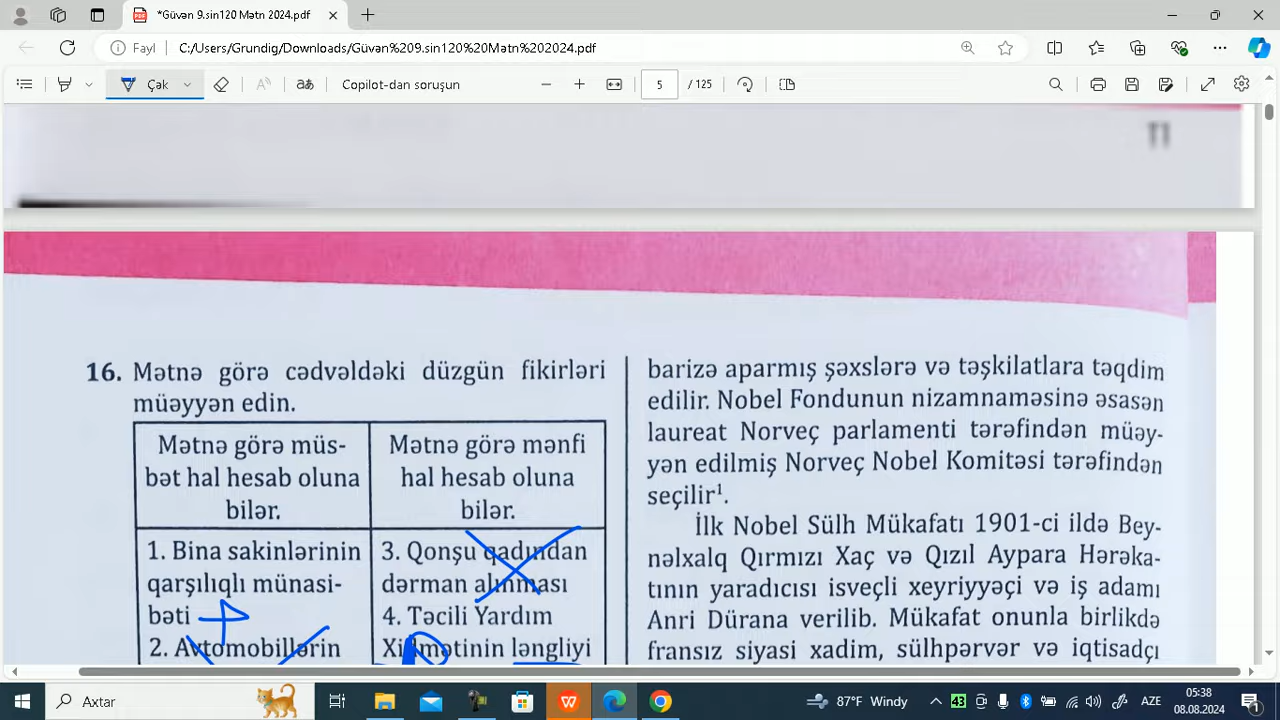 *Güvən 9.sin120 Mətn 2024.pdf
Fayl
C:/Users/Grundig/Downloads/Güvən%209.sin120%20Mətn%202024.pdf
Çək
Copilot-dan soruşun
5 / 125
11
16. Mətnə görə cədvəldəki düzgün fikirləri
müəyyən edin.
Mətnə görə müs-
bət hal hesab oluna
bilər.
Mətnə görə mənfi
hal hesab oluna
bilər.
1. Bina sakinlərinin
qarşılıqlı münasi-
bəti
2. Avtomobillərin
3. Qonşu qadından
dərman alınması
4. Təcili Yardım
Xidmətinin ləngliyi
barizə aparmış şəxslərə və təşkilatlara təqdim
edilir. Nobel Fondunun nizamnaməsinə əsasən
laureat Norveç parlamenti tərəfindən müəy-
yən edilmiş Norveç Nobel Komitəsi tərəfindən
seçilir¹.
İlk Nobel Sülh Mükafatı 1901-ci ildə Bey-
nəlxalq Qırmızı Xaç və Qızıl Aypara Hərəka-
tının yaradıcısı isveçli xeyriyyəçi və iş adamı
Anri Dürana verilib. Mükafat onunla birlikdə
fransız siyasi xadim, sülhpərvər və iqtisadçı
Axtar
87°F Windy
43
AZE
05:38
08.08.2024